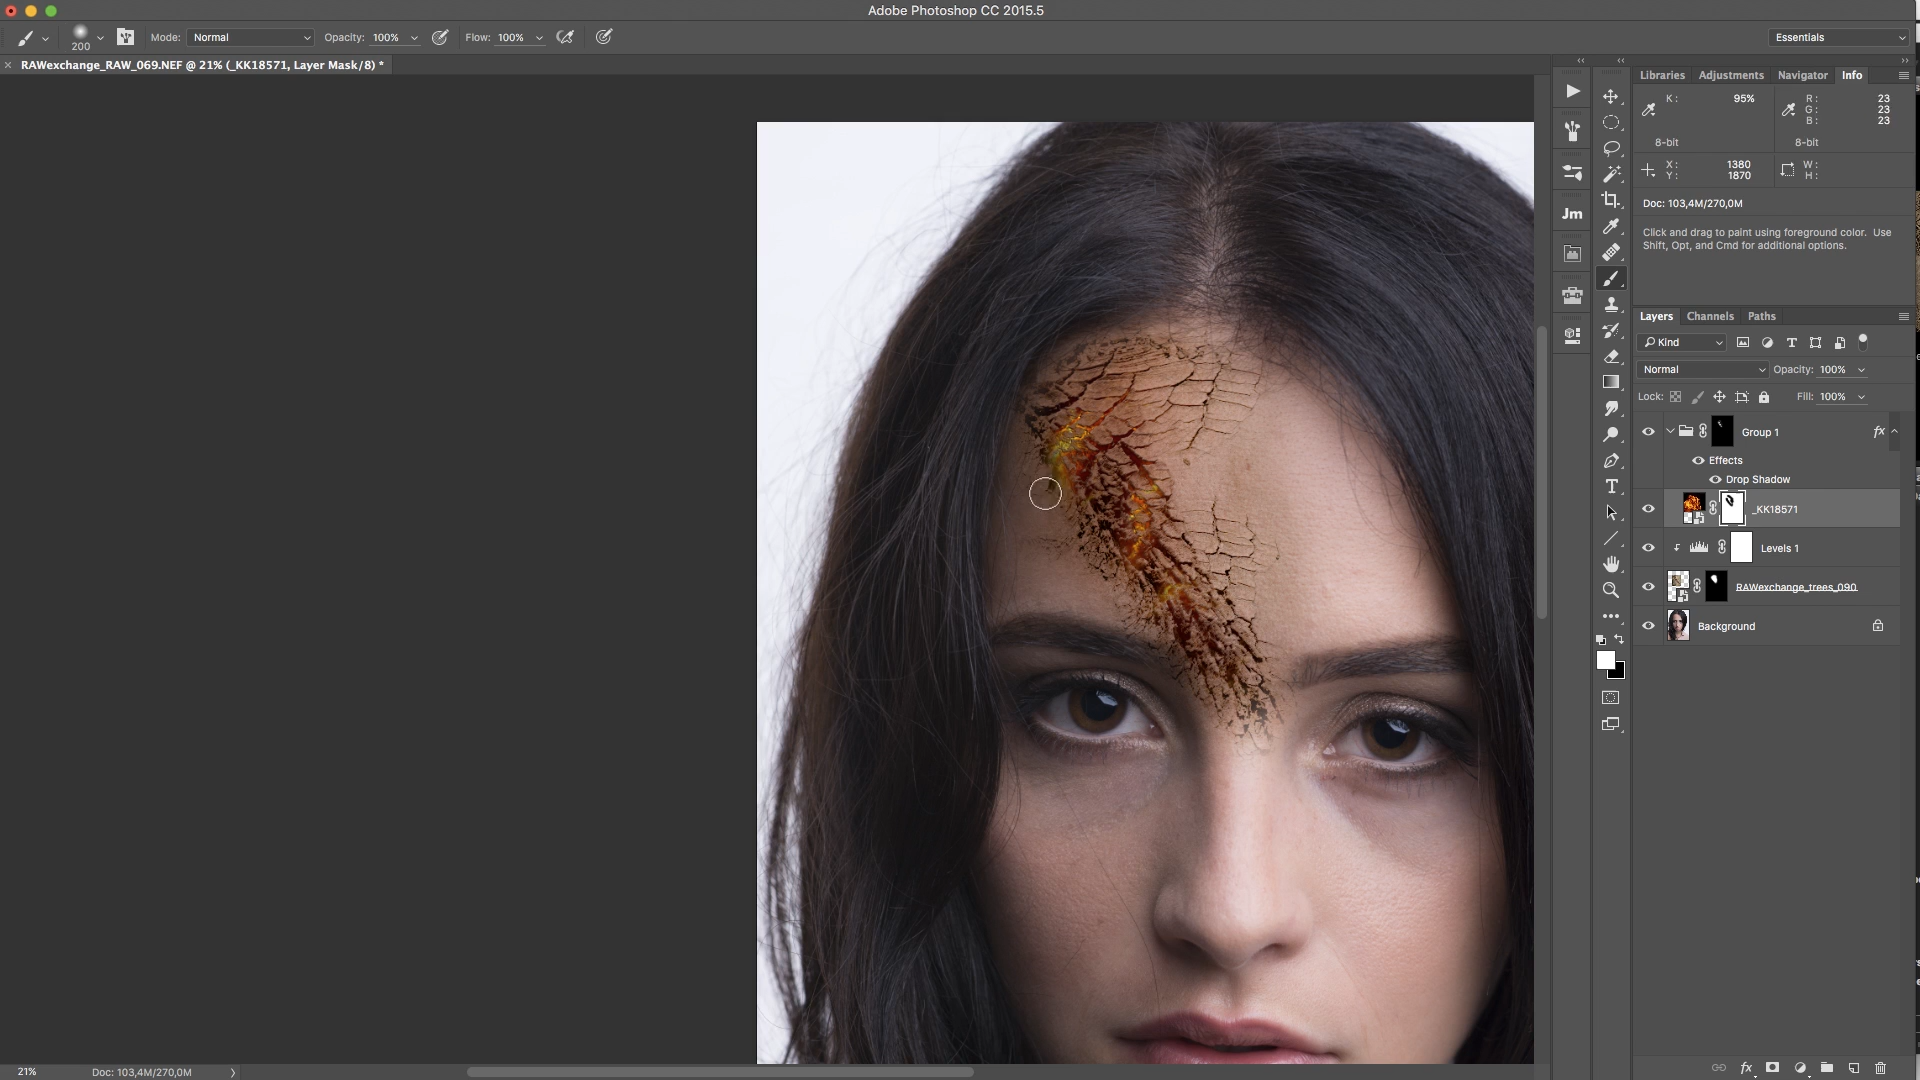 Adobe Photoshop CC 2015.5
200
Mode: Normal
Opacity: 100%
Flow: 100%
Essentials
RAWexchange_RAW_069.NEF @ 21% (_KK18571, Layer Mask/8) *
Libraries Adjustments Navigator Info
K: 95%
R: 23
G: 23
B: 23
8-bit
8-bit
X: 1380
Y: 1870
W:
H:
Doc: 103,4M/270,0M
Click and drag to paint using foreground color. Use
Shift, Opt, and Cmd for additional options.
Jm
Layers Channels Paths
Kind
Normal Opacity: 100%
Lock: Fill: 100%
Group 1 fx
Effects
Drop Shadow
_KK18571
Levels 1
RAWexchange_trees_090
Background
21% Doc: 103,4M/270,0M
fx